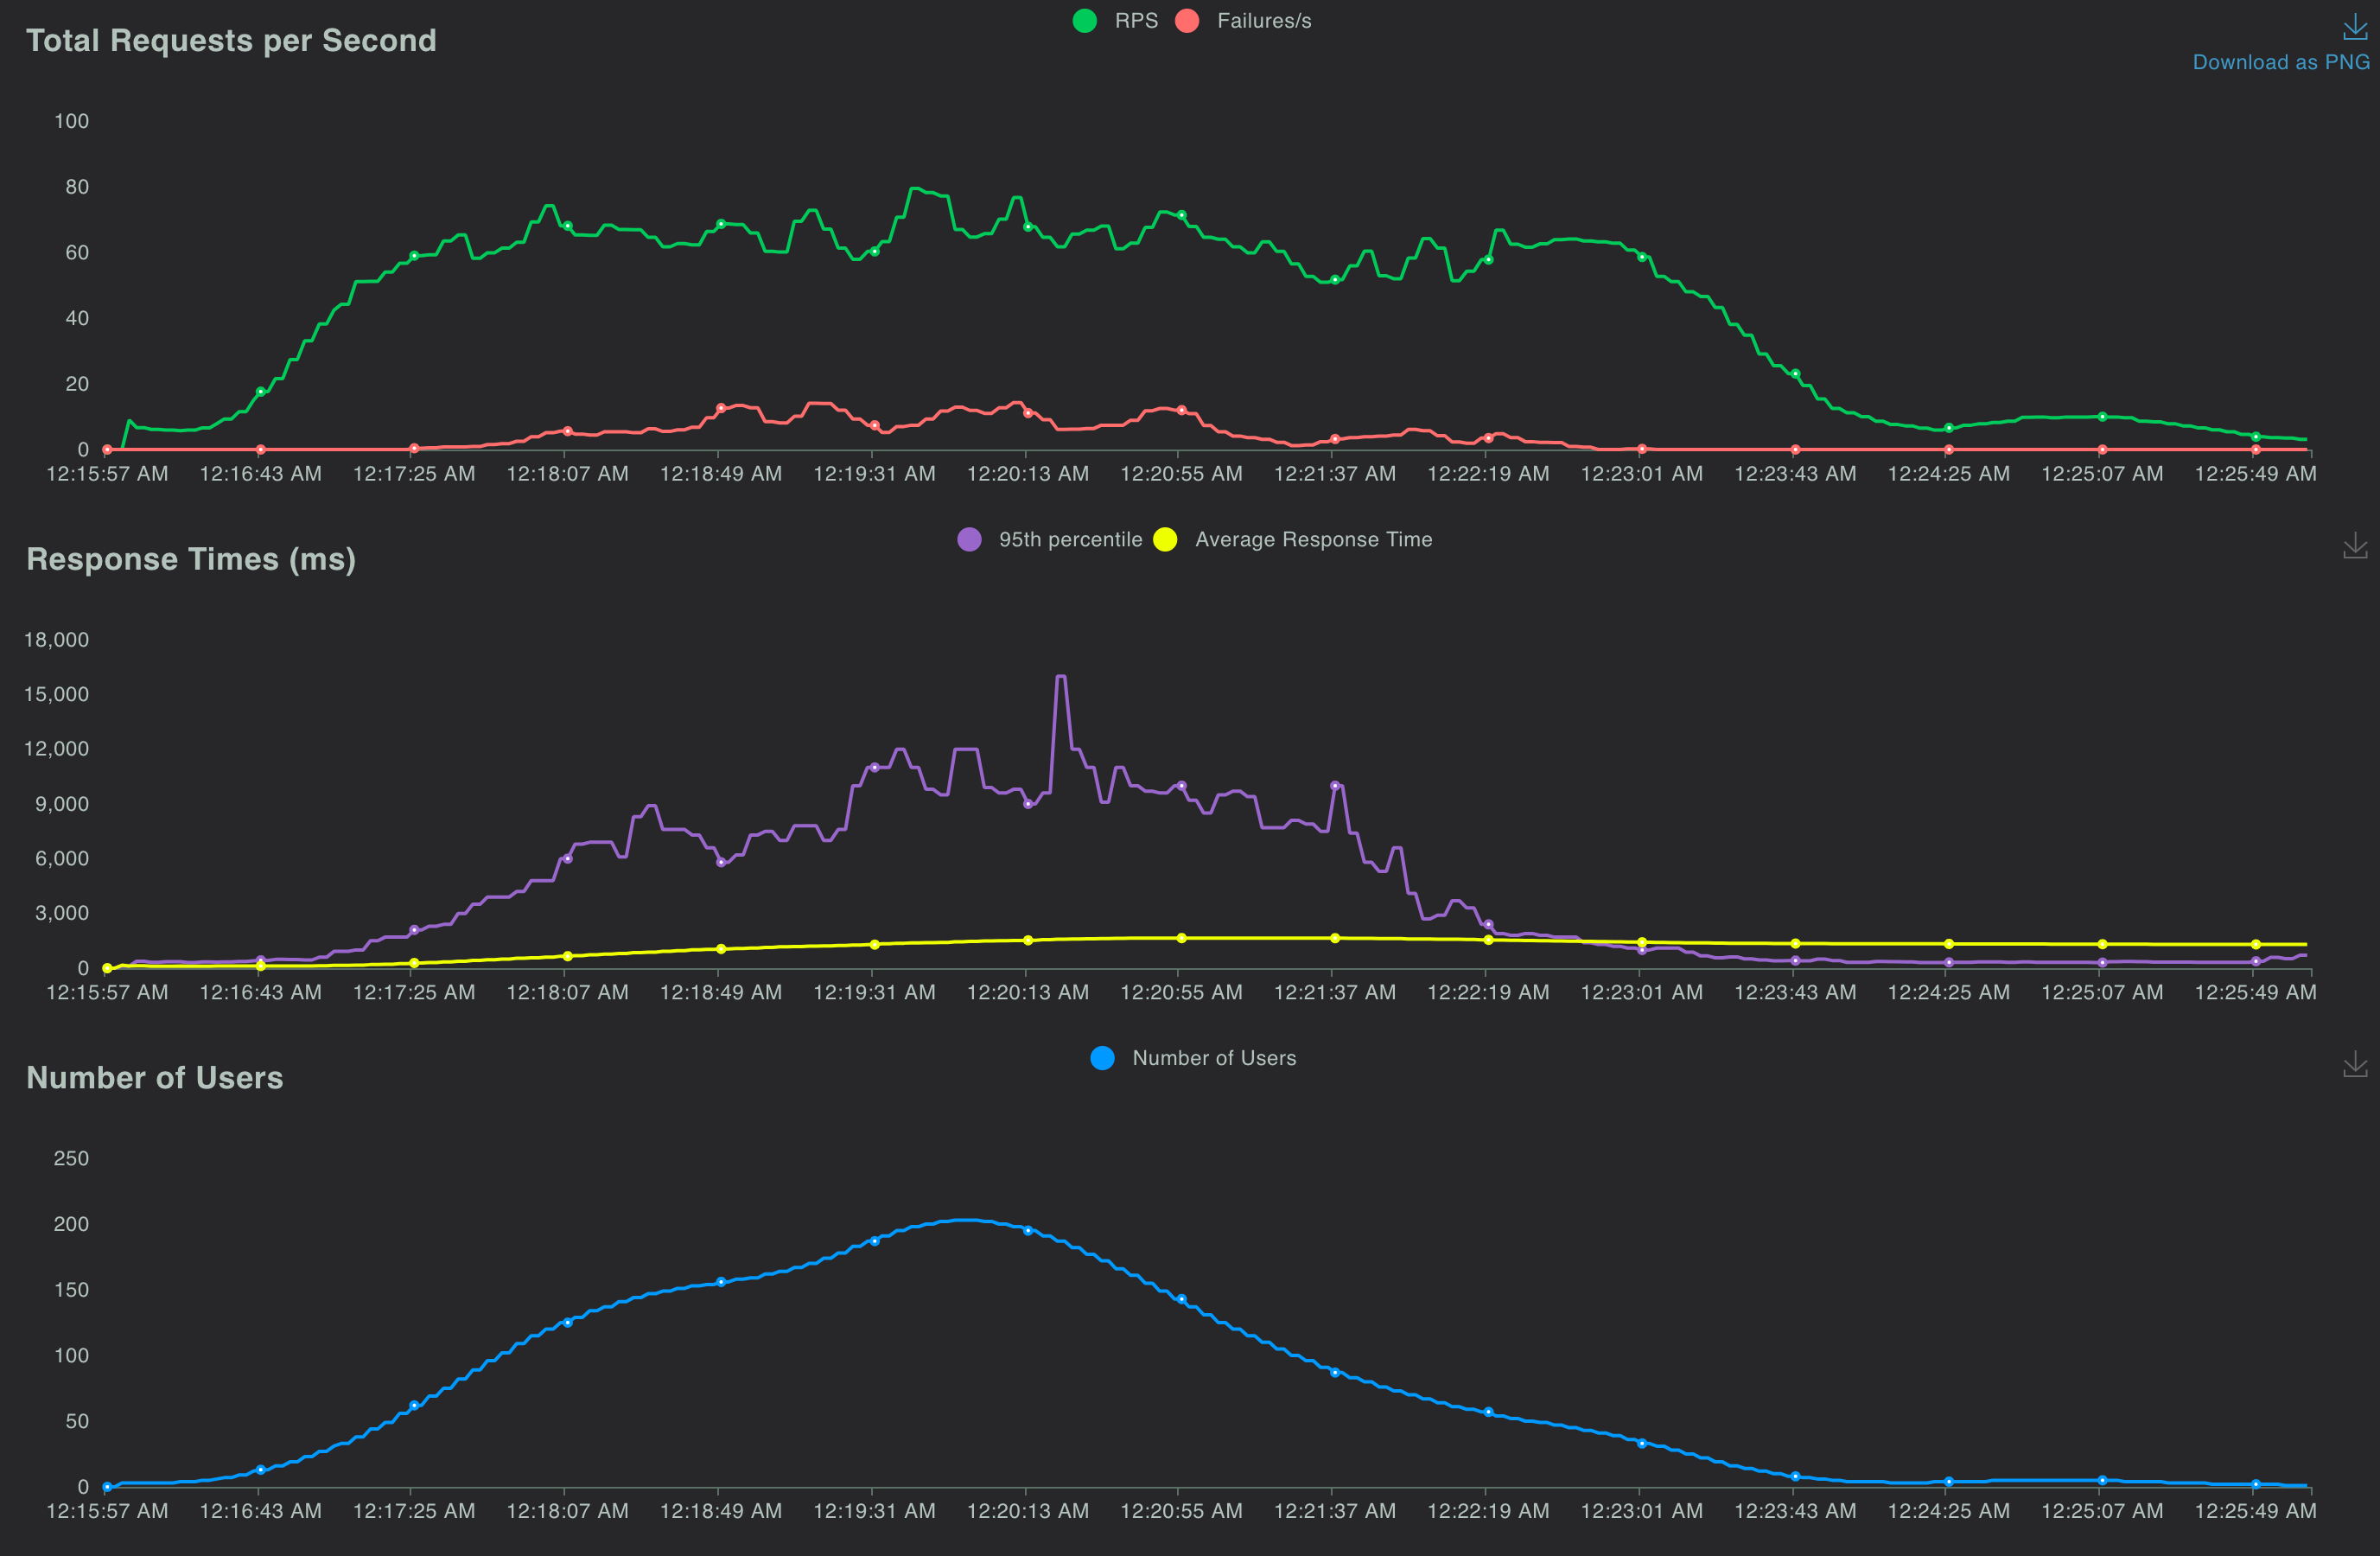 RPS Failures/s
Total Requests per Second
Download as PNG
100
80
60
40
20
0
12:15:57 AM 12:16:43 AM 12:17:25 AM 12:18:07 AM 12:18:49 AM 12:19:31 AM 12:20:13 AM 12:20:55 AM 12:21:37 AM 12:22:19 AM 12:23:01 AM 12:23:43 AM 12:24:25 AM 12:25:07 AM 12:25:49 AM
95th percentile Average Response Time
Response Times (ms)
18,000
15,000
12,000
9,000
6,000
3,000
0
12:15:57 AM 12:16:43 AM 12:17:25 AM 12:18:07 AM 12:18:49 AM 12:19:31 AM 12:20:13 AM 12:20:55 AM 12:21:37 AM 12:22:19 AM 12:23:01 AM 12:23:43 AM 12:24:25 AM 12:25:07 AM 12:25:49 AM
Number of Users
Number of Users
250
200
150
100
50
0
12:15:57 AM 12:16:43 AM 12:17:25 AM 12:18:07 AM 12:18:49 AM 12:19:31 AM 12:20:13 AM 12:20:55 AM 12:21:37 AM 12:22:19 AM 12:23:01 AM 12:23:43 AM 12:24:25 AM 12:25:07 AM 12:25:49 AM